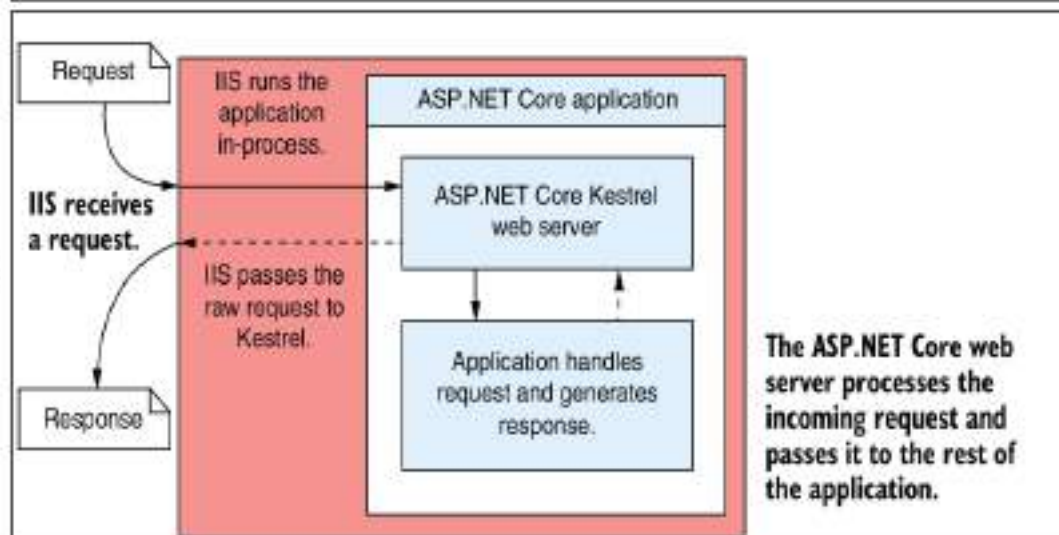 Request
IIS runs the
application
in-process.
ASP.NET Core application
ASP.NET Core Kestrel
web server
IIS receives
a request.
IIS passes the
raw request to
Kestrel.
Application handles
request and generates
response.
The ASP.NET Core web
server processes the
incoming request and
passes it to the rest of
the application.
Response